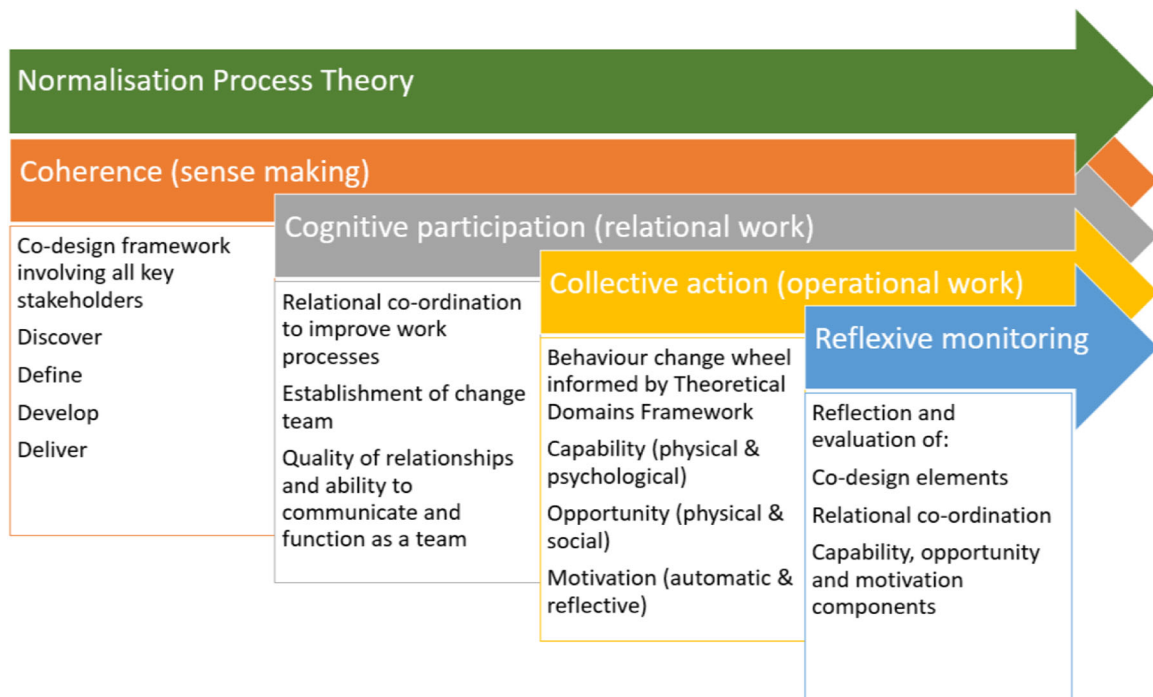 Normalisation Process Theory
Coherence (sense making)
Co-design framework
involving all key
stakeholders
Discover
Define
Develop
Deliver
Cognitive participation (relational work)
Relational co-ordination
to improve work
processes
Establishment of change
team
Quality of relationships
and ability to
communicate and
function as a team
Collective action (operational work)
Behaviour change wheel
informed by Theoretical
Domains Framework
Capability (physical &
psychological)
Opportunity (physical &
social)
Motivation (automatic &
reflective)
Reflexive monitoring
Reflection and
evaluation of:
Co-design elements
Relational co-ordination
Capability, opportunity
and motivation
components